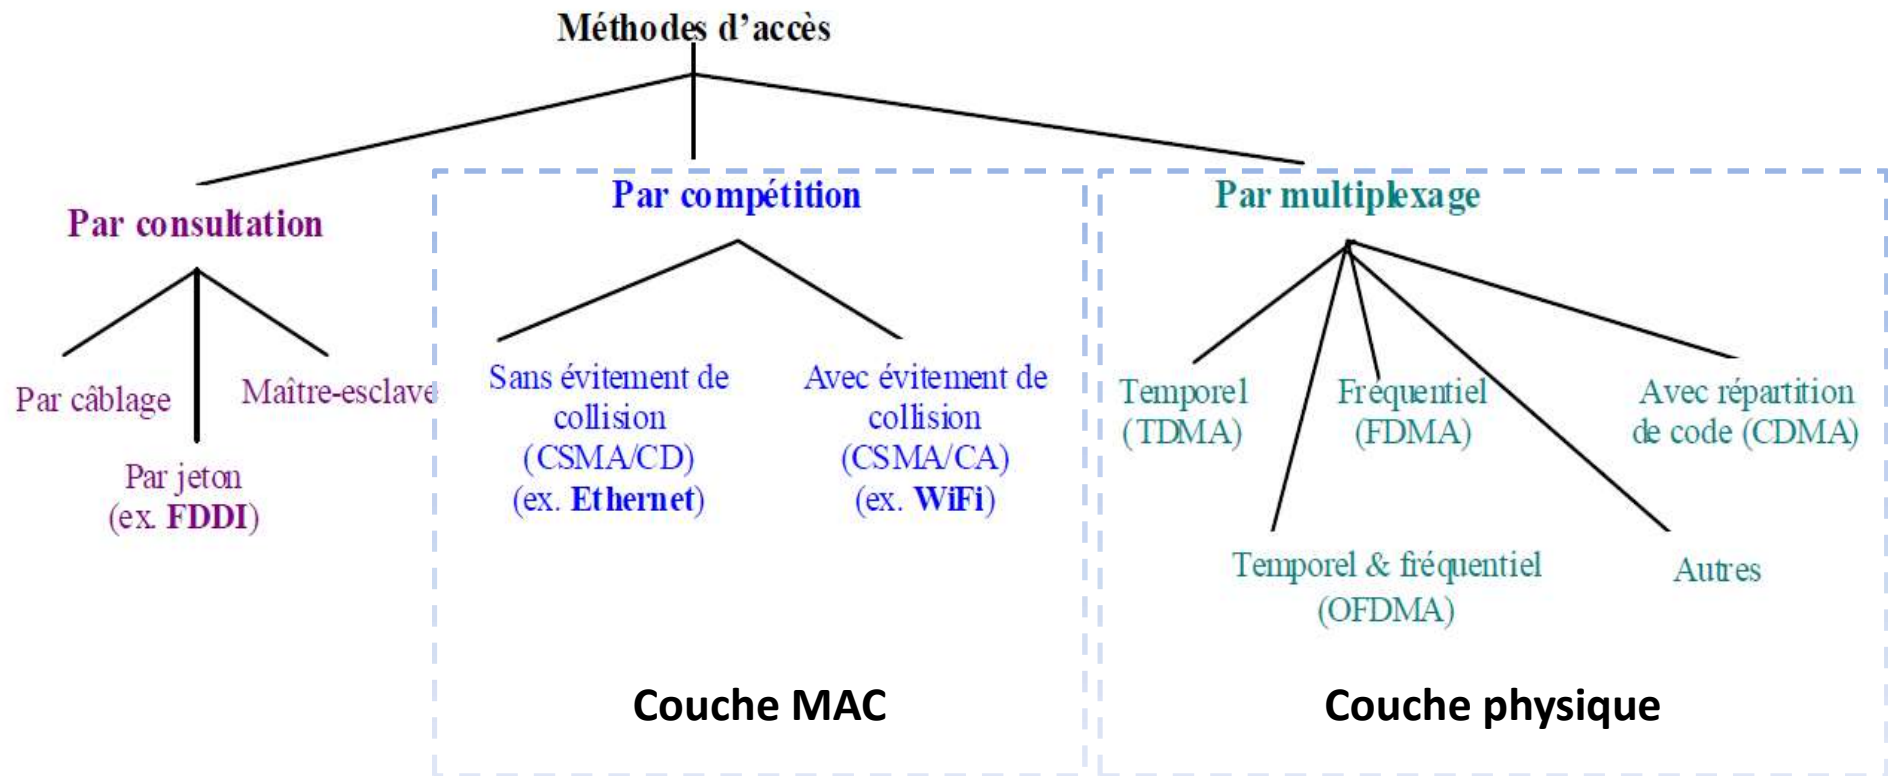 Méthodes d'accès
Par consultation
Par compétition
Par multiplexage
Par câblage
Maître-esclave
Par jeton
(ex. FDDI)
Sans évitement de
collision
(CSMA/CD)
(ex. Ethernet)
Avec évitement de
collision
(CSMA/CA)
(ex. WiFi)
Temporel
(TDMA)
Fréquentiel
(FDMA)
Avec répartition
de code (CDMA)
Temporel & fréquentiel
(OFDMA)
Autres
Couche MAC
Couche physique